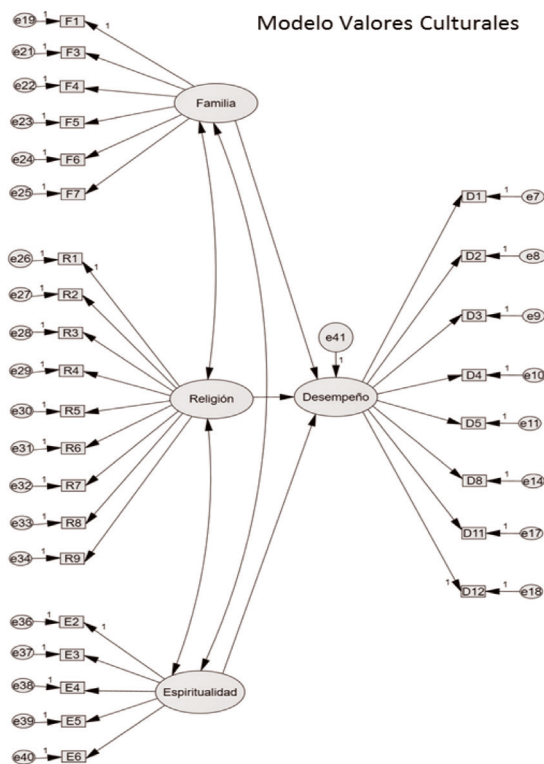 Modelo Valores Culturales
e19 1 F1 1
e21 1 F3
e22 1 F4
e23 1 F5
e24 1 F6
e25 1 F7
Familia
e26 1 R1 1
e27 1 R2
e28 1 R3
e29 1 R4
e30 1 R5
e31 1 R6
e32 1 R7
e33 1 R8
e34 1 R9
Religión
e36 1 E2 1
e37 1 E3
e38 1 E4
e39 1 E5
e40 1 E6
Espiritualidad
e41
1
Desempeño
D1 1 e7
D2 1 e8
D3 1 e9
D4 1 e10
D5 1 e11
D8 1 e14
D11 1 e17
1 D12 1 e18